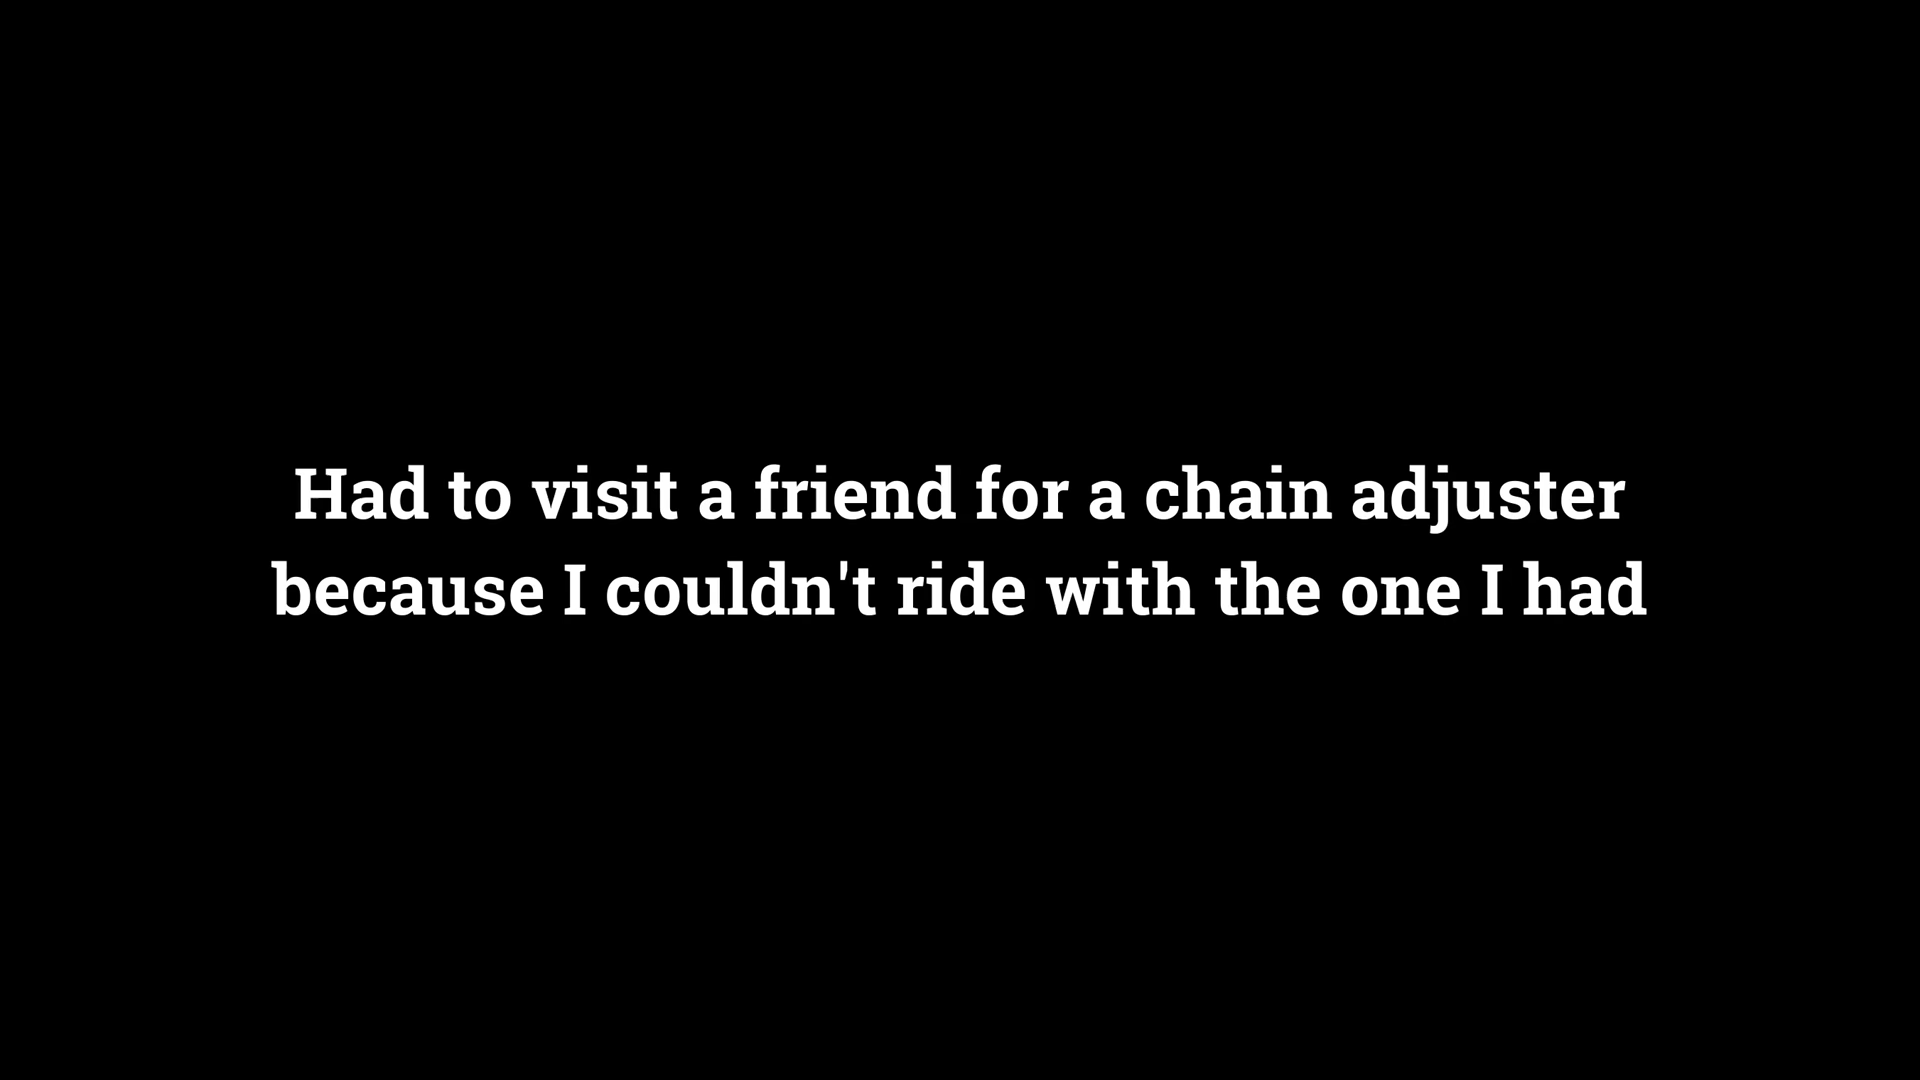 Had to visit a friend for a chain adjuster
because I couldn't ride with the one I had